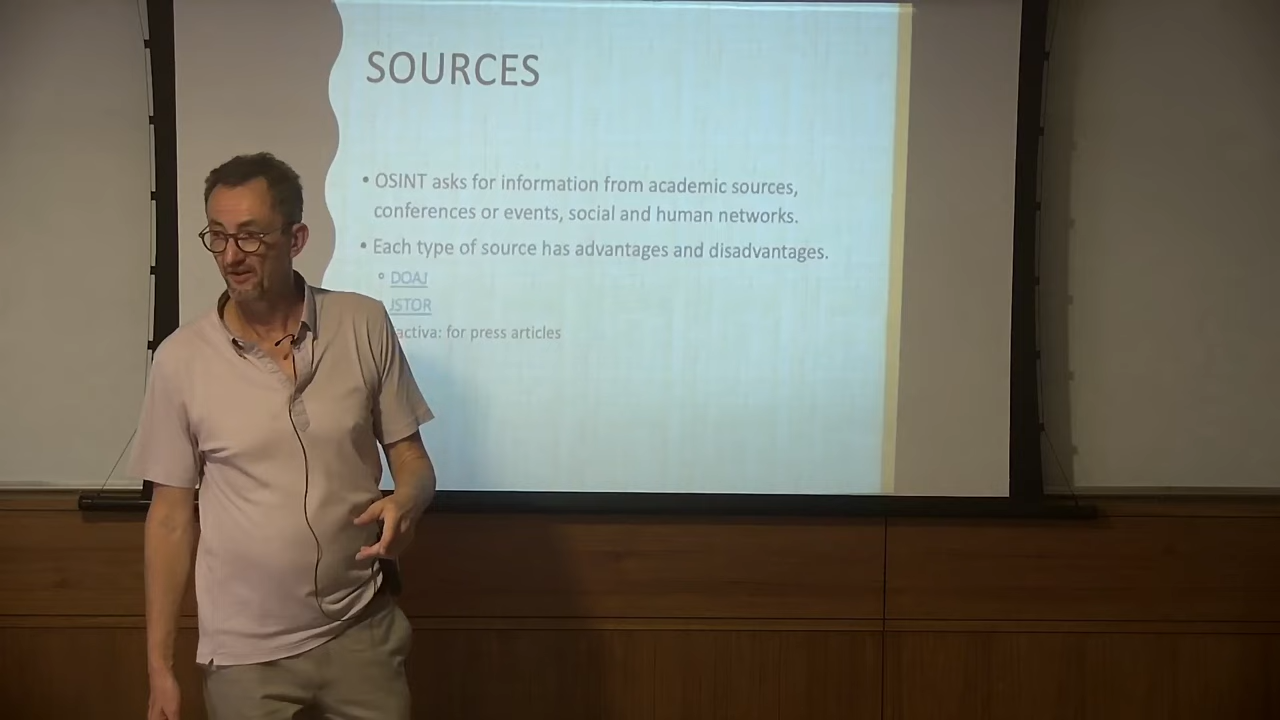 SOURCES
• OSINT asks for information from academic sources,
conferences or events, social and human networks.
• Each type of source has advantages and disadvantages.
DOAJ
JSTOR
activa: for press articles